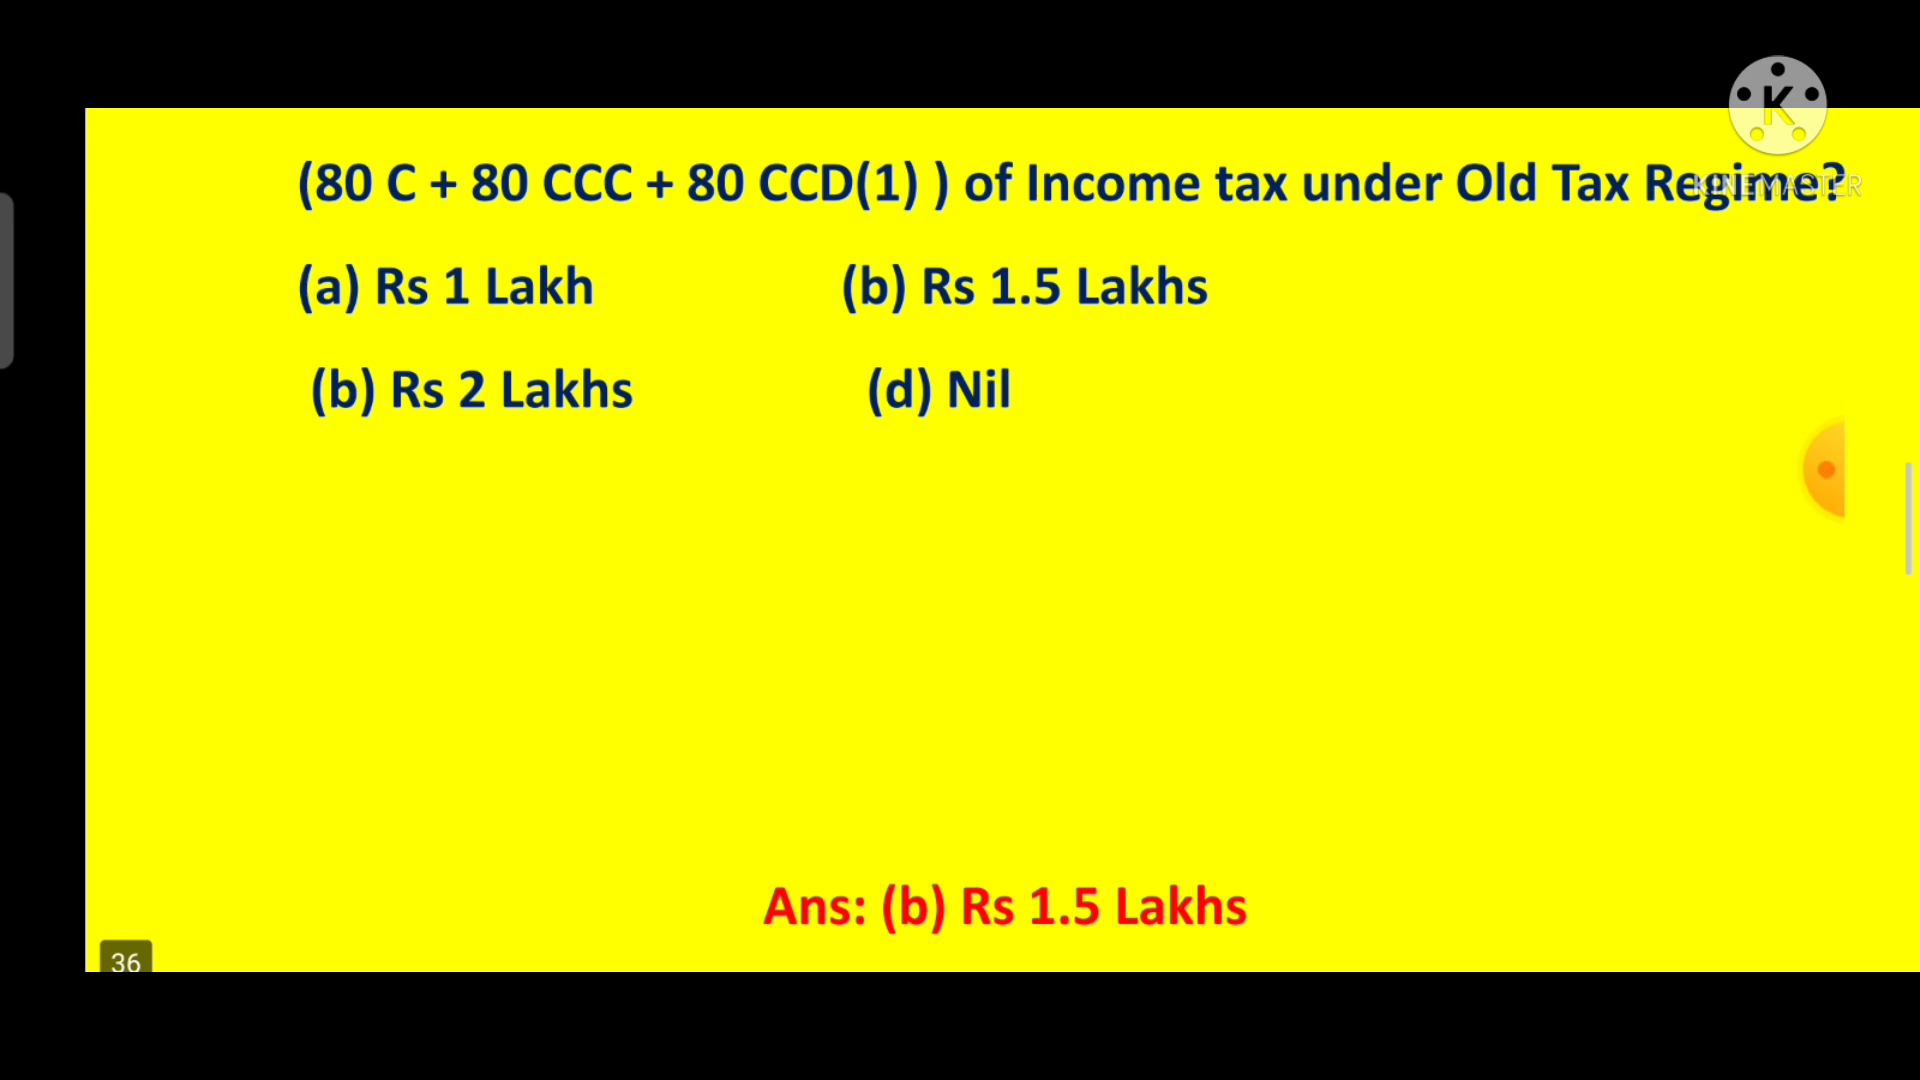 K
KINEMASTER
(80 C + 80 CCC + 80 CCD(1) ) of Income tax under Old Tax Regime?
(a) Rs 1 Lakh (b) Rs 1.5 Lakhs
(b) Rs 2 Lakhs (d) Nil
Ans: (b) Rs 1.5 Lakhs
36